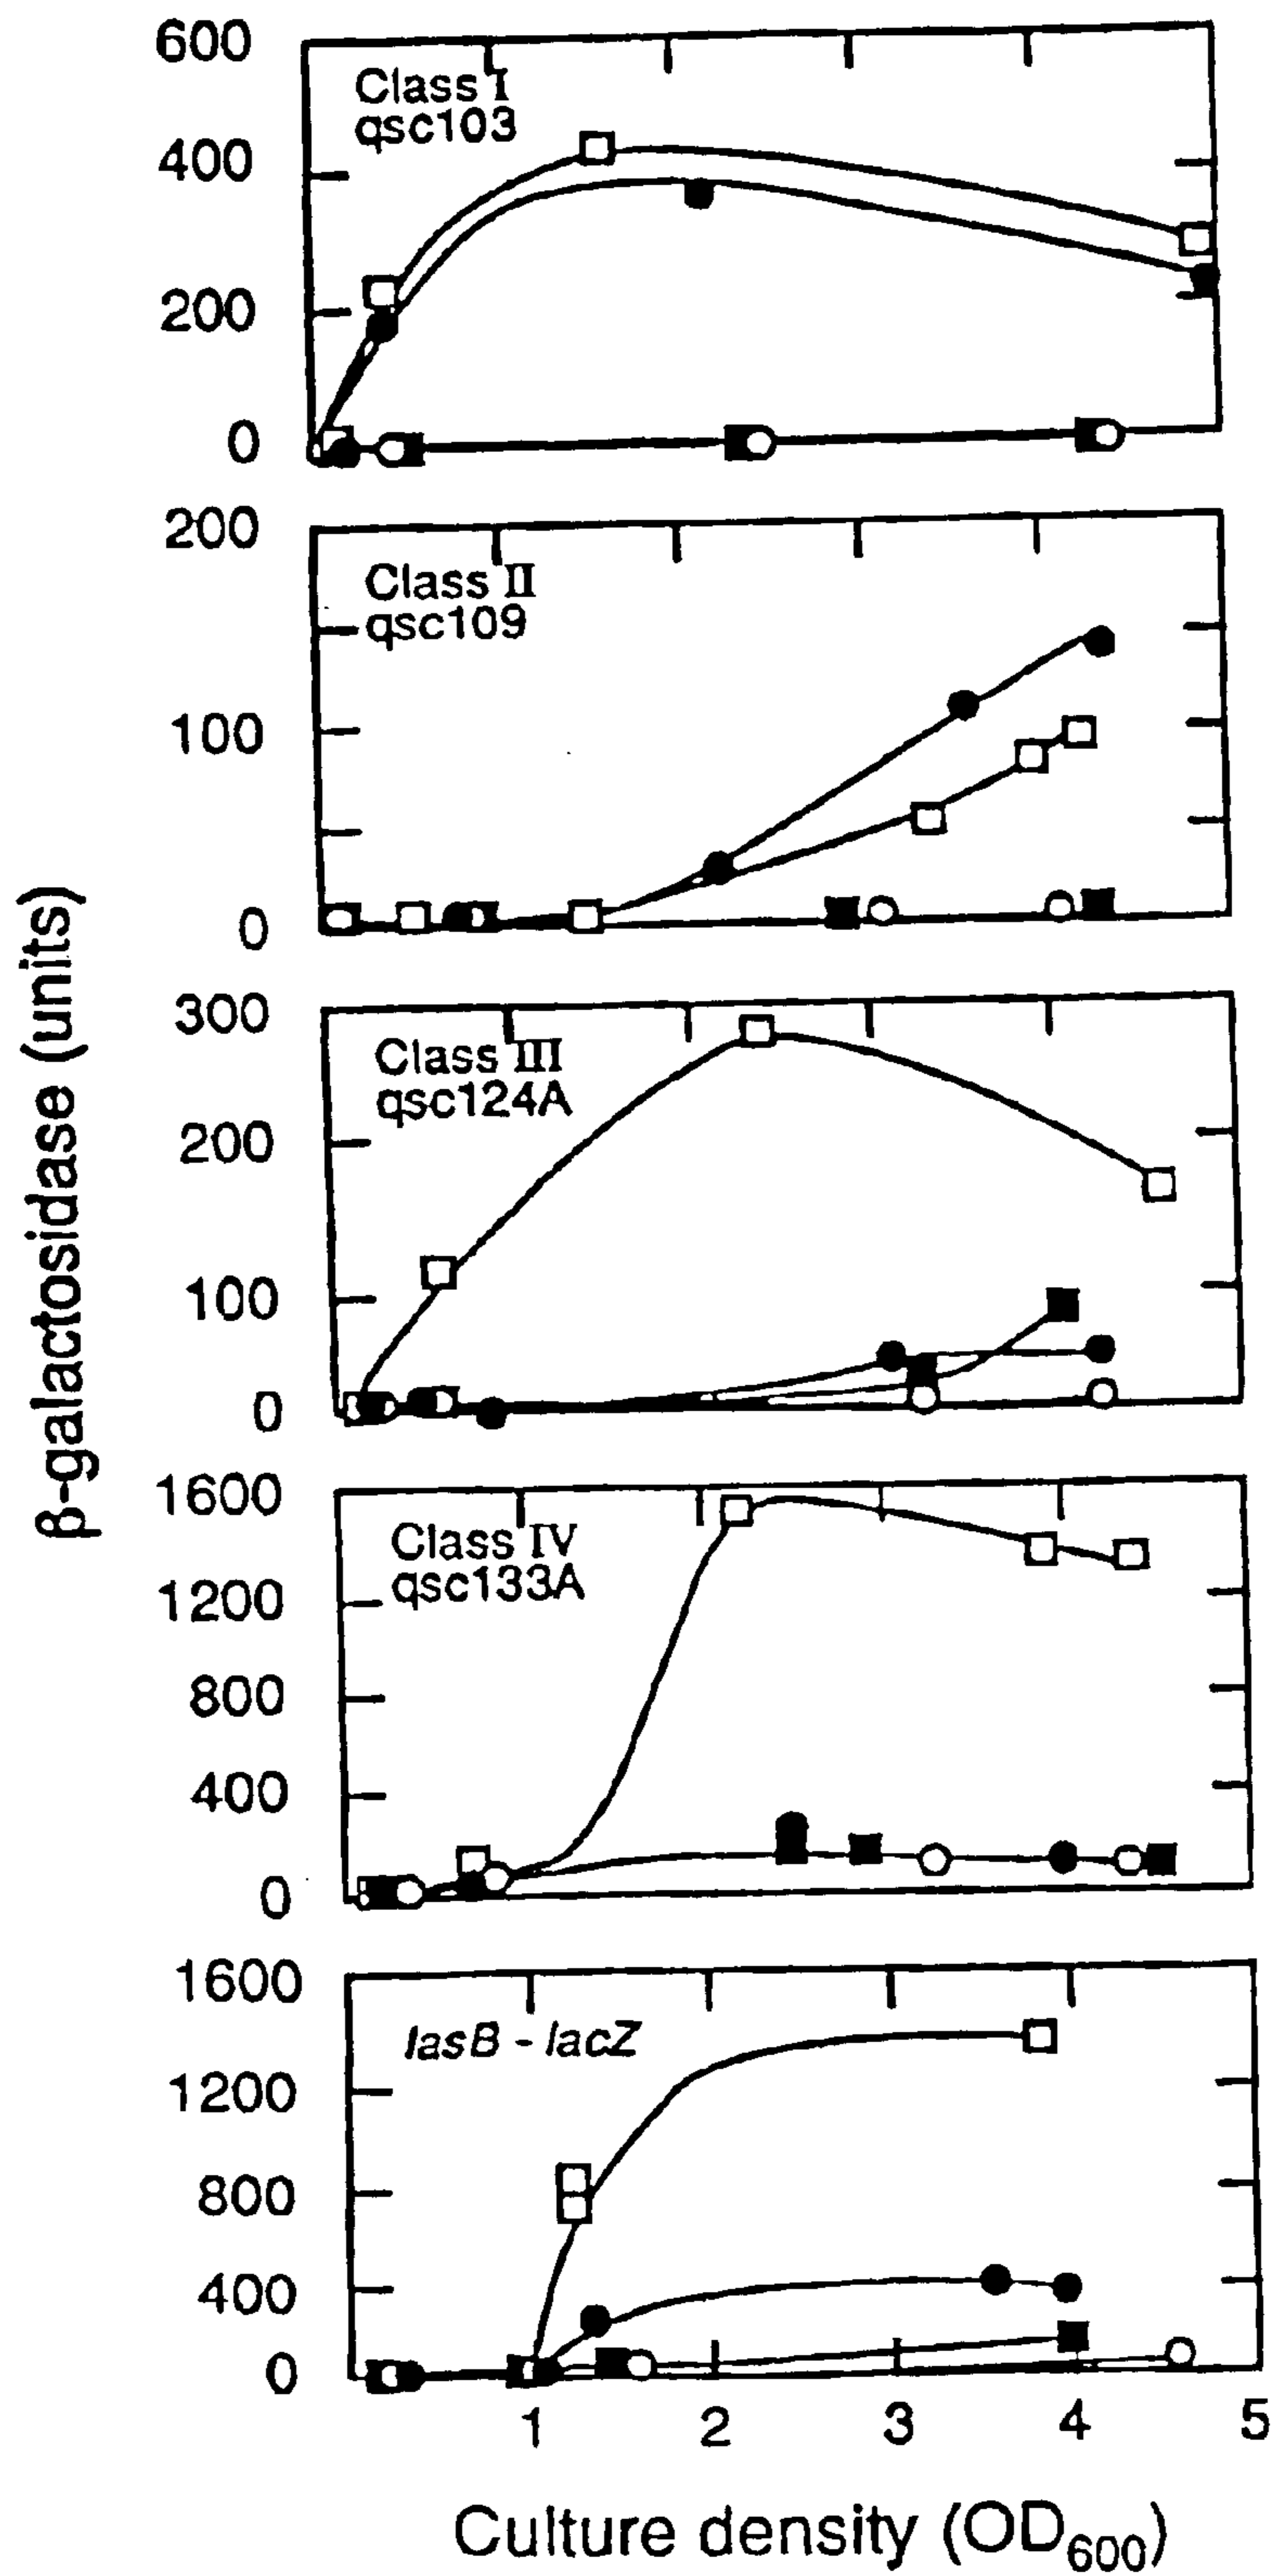 600
Class I
qsc103
400
200
0
200
Class II
qsc109
100
0
300
Class III
qsc124A
200
100
0
1600
Class IV
qsc133A
1200
800
400
0
1600
lasB - lacZ
1200
800
400
0
1 2 3 4 5
β-galactosidase (units)
Culture density (OD600)